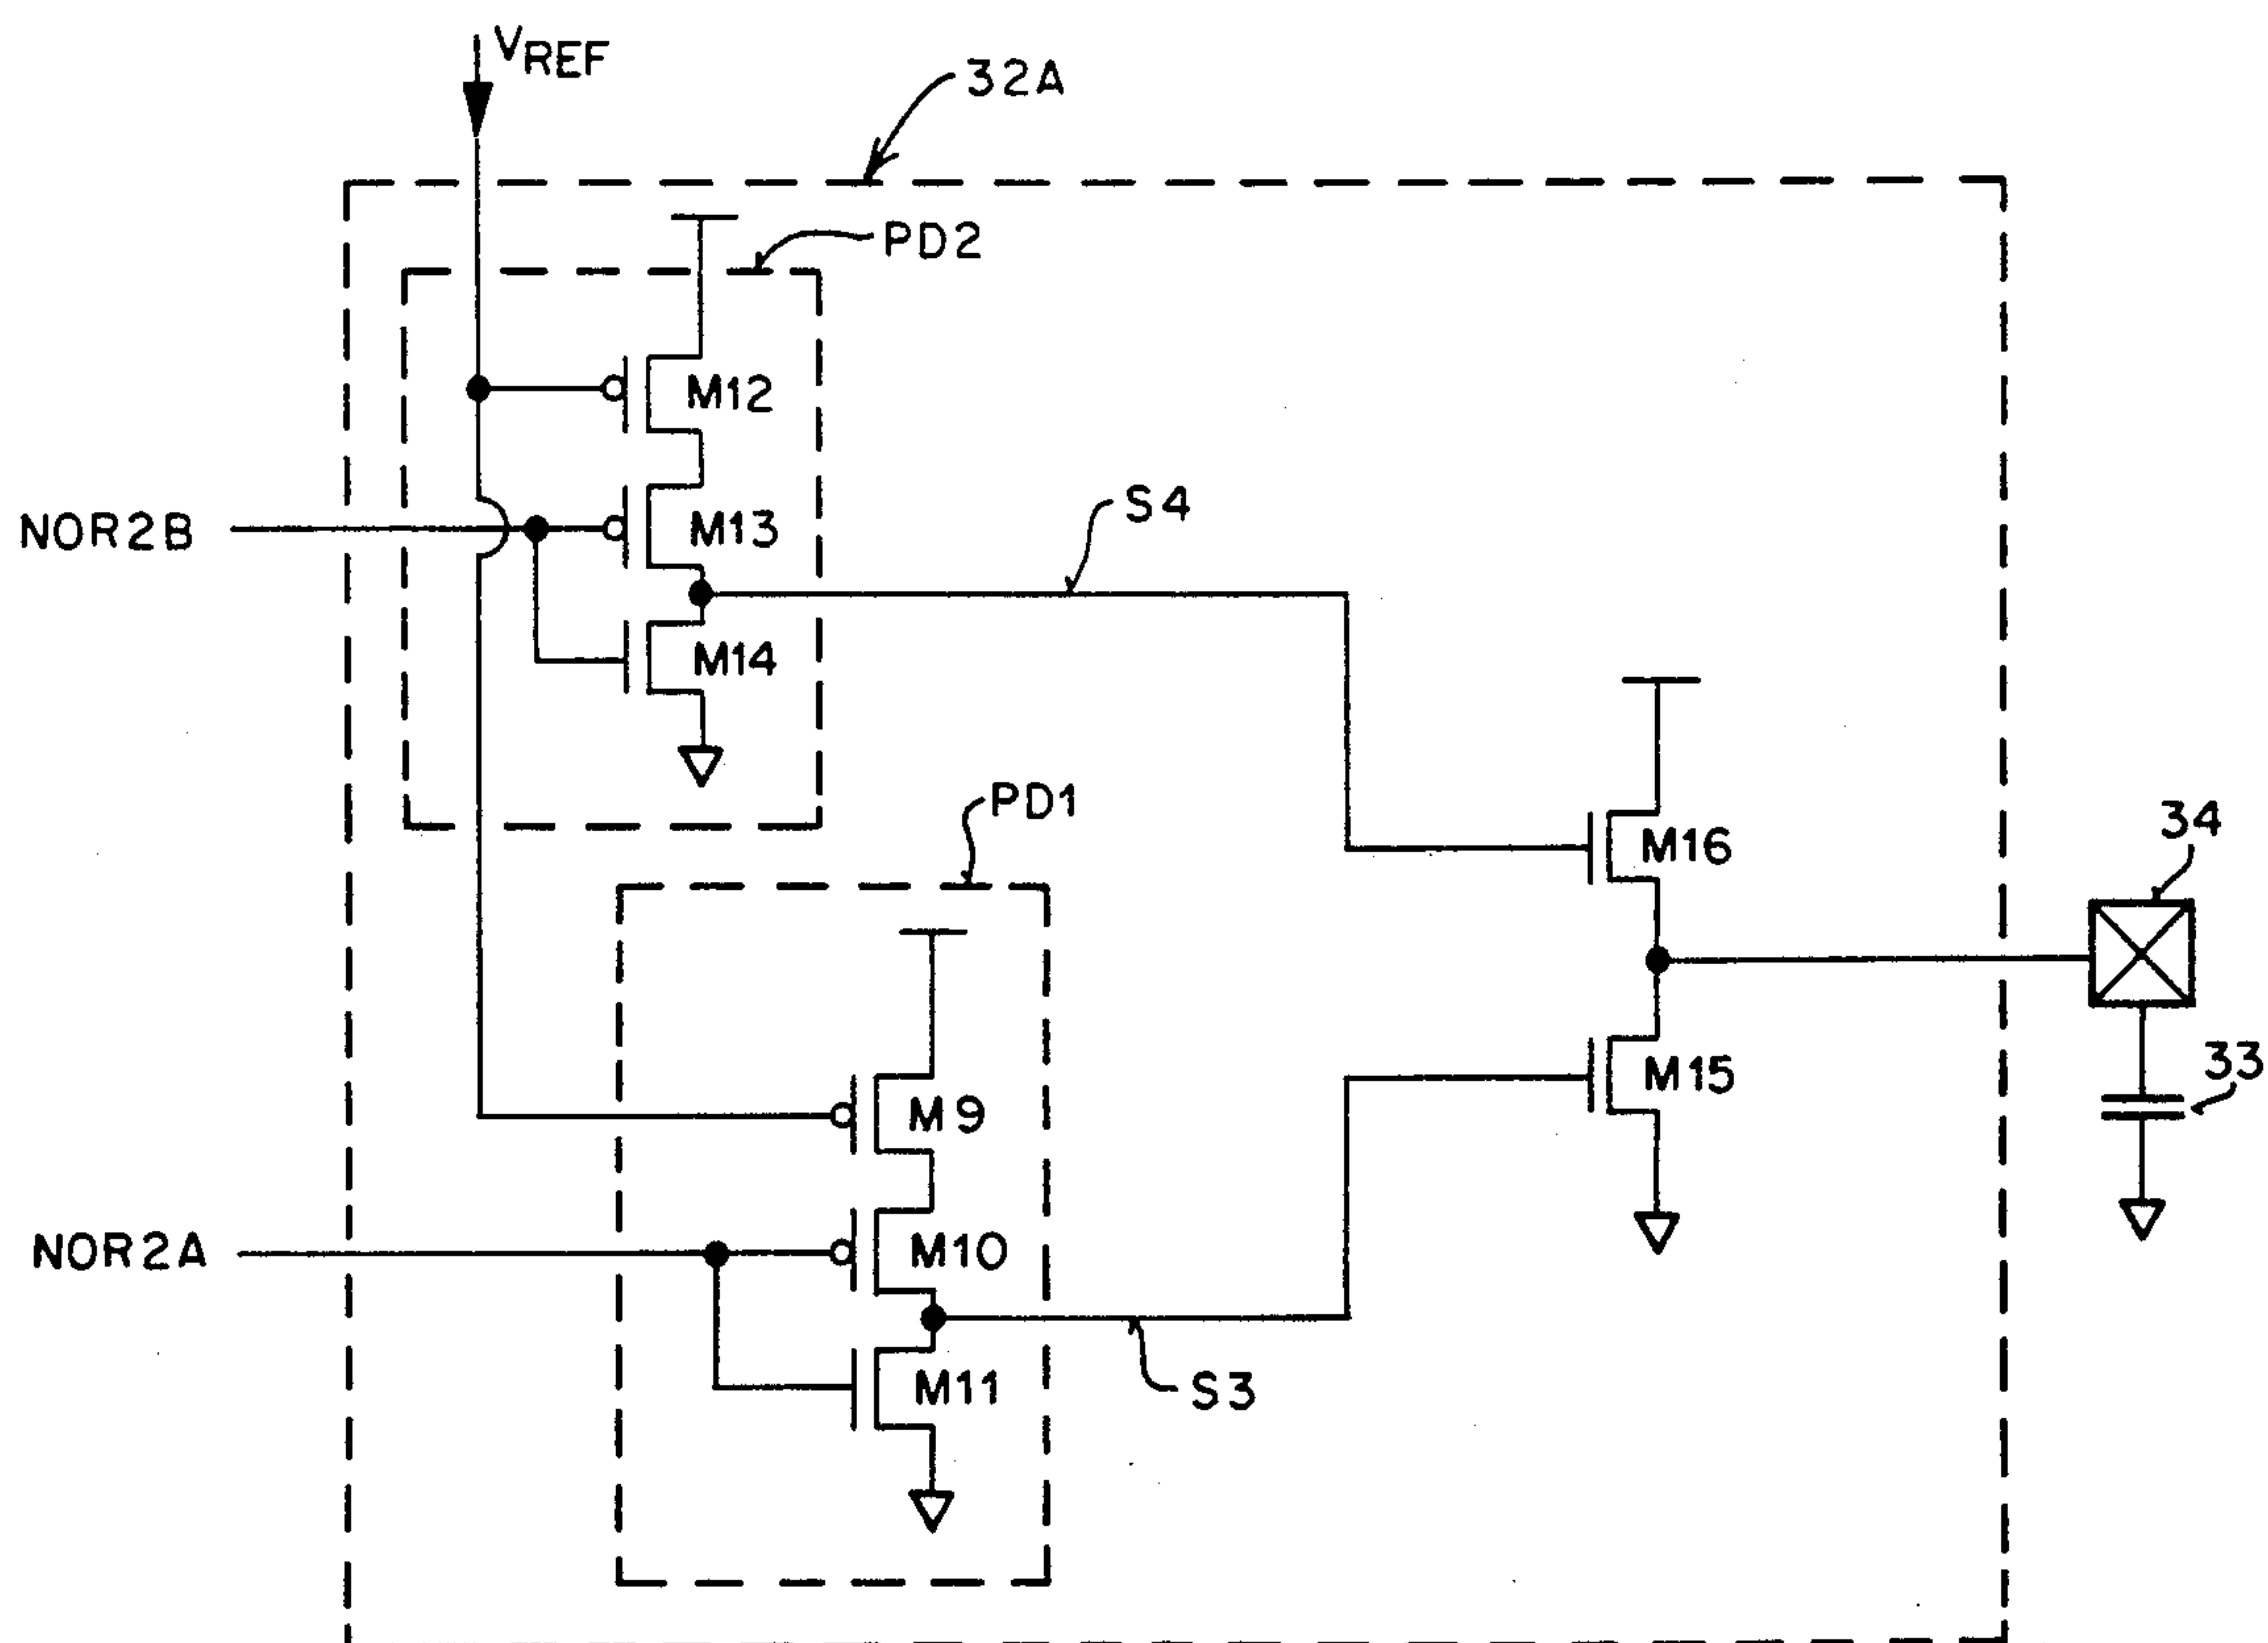 VREF
32A
PD2
M12
NOR2B
M13
S4
M14
PD1
M16
34
M9
M15
33
NOR2A
M10
M11
S3